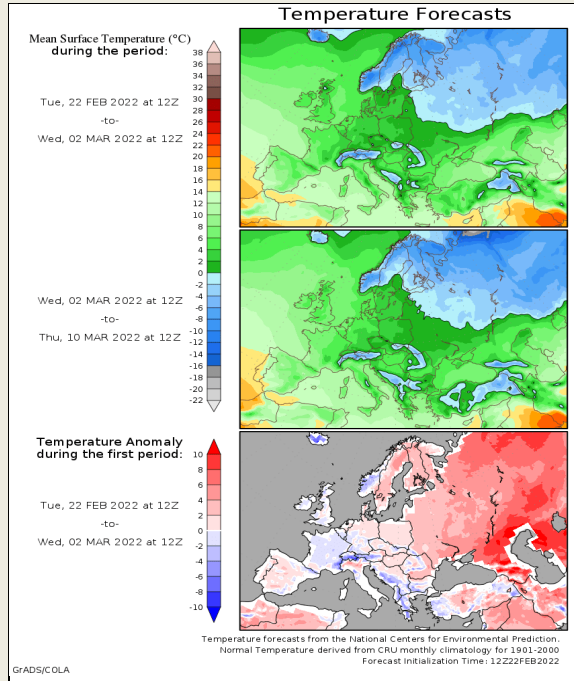 Temperature Forecasts
Mean Surface Temperature (°C)
during the period:
Tue, 22 FEB 2022 at 12Z
-to-
Wed, 02 MAR 2022 at 12Z
38
36
34
32
30
28
26
24
22
20
18
16
14
12
10
8
6
4
2
0
-2
-4
-6
-8
-10
-12
-14
-16
-18
-20
-22
Wed, 02 MAR 2022 at 12Z
-to-
Thu, 10 MAR 2022 at 12Z
Temperature Anomaly
during the first period:
Tue, 22 FEB 2022 at 12Z
-to-
Wed, 02 MAR 2022 at 12Z
10
8
6
4
2
0
-2
-4
-6
-8
-10
Temperature forecasts from the National Centers for Environmental Prediction.
Normal Temperature derived from CRU monthly climatology for 1901-2000
Forecast Initialization Time: 12Z22FEB2022
GrADS/COLA